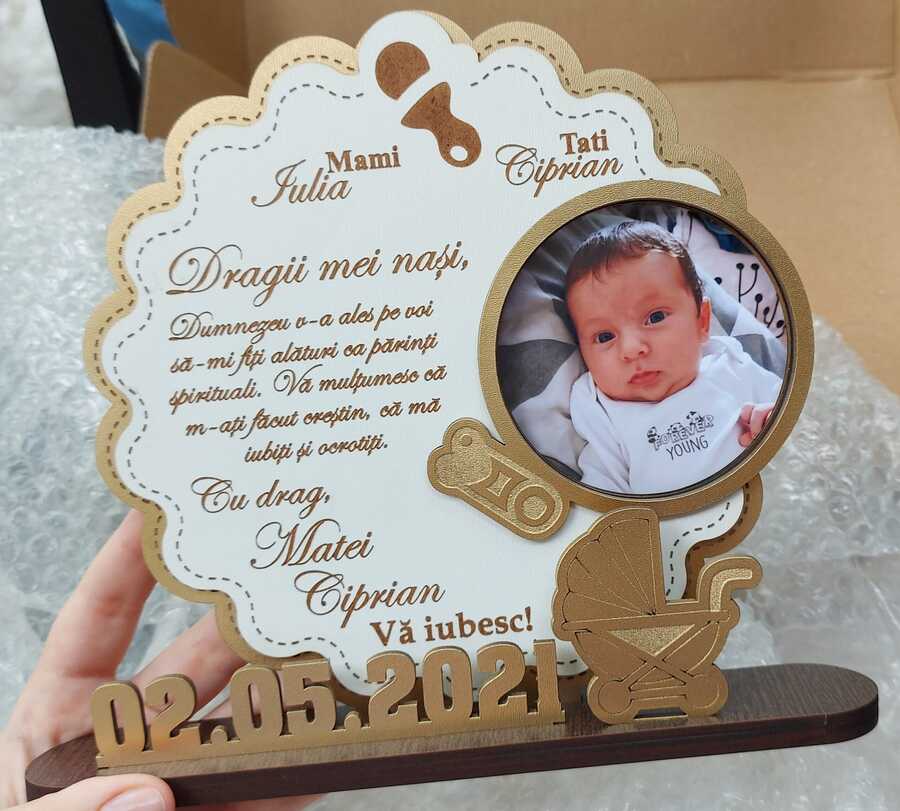 Mami
Iulia
Tati
Ciprian
Dragii mei nași,
Dumnezeu v-a ales pe voi
să-mi fiți alături ca părinți
spirituali. Vă mulțumesc că
m-ați făcut creștin, că mă
iubiți și ocrotiți.
Cu drag,
Matei
Ciprian
Vă iubesc!
02.05.2021
FOREVER
YOUNG